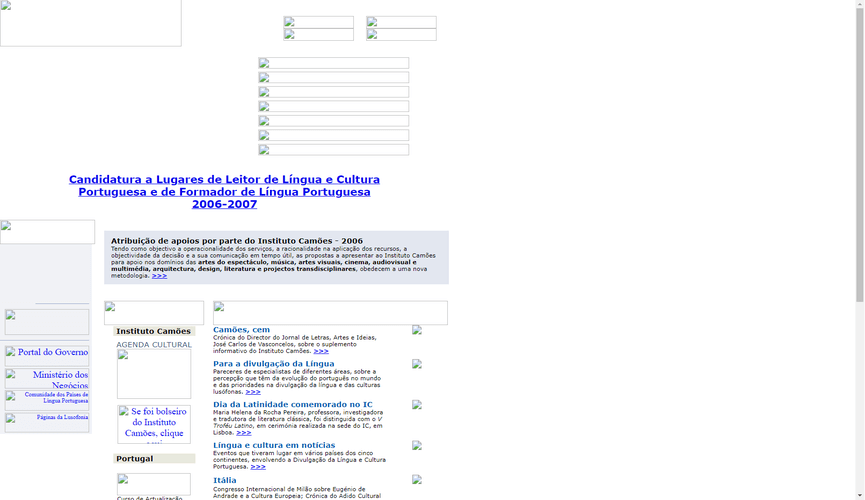 Candidatura a Lugares de Leitor de Língua e Cultura
Portuguesa e de Formador de Língua Portuguesa
2006-2007
Atribuição de apoios por parte do Instituto Camões - 2006
Tendo como objectivo a operacionalidade dos serviços, a racionalidade na aplicação dos recursos, a
objectividade da decisão e a sua comunicação em tempo útil, as propostas a apresentar ao Instituto Camões
para apoio nos domínios das artes do espectáculo, música, artes visuais, cinema, audiovisual e
multimédia, arquitectura, design, literatura e projectos transdisciplinares, obedecem a uma nova
metodologia. >>>
Portal do Governo
Ministério dos
Negócios
Comunidade dos Países de
Língua Portuguesa
Páginas da Lusofonia
Instituto Camões
AGENDA CULTURAL
Se foi bolseiro
do Instituto
Camões, clique
Portugal
Curso de Actualização
Camões, cem
Crónica do Director do Jornal de Letras, Artes e Ideias,
José Carlos de Vasconcelos, sobre o suplemento
informativo do Instituto Camões. >>>
Para a divulgação da Língua
Pareceres de especialistas de diferentes áreas, sobre a
percepção que têm da evolução do português no mundo
e das prioridades na divulgação da língua e das culturas
lusófonas. >>>
Dia da Latinidade comemorado no IC
Maria Helena da Rocha Pereira, professora, investigadora
e tradutora de literatura clássica, foi distinguida com o V
Troféu Latino, em cerimónia realizada na sede do IC, em
Lisboa. >>>
Língua e cultura em notícias
Eventos que tiveram lugar em vários países dos cinco
continentes, envolvendo a Divulgação da Língua e Cultura
Portuguesa. >>>
Itália
Congresso Internacional de Milão sobre Eugénio de
Andrade e a Cultura Europeia; Crónica do Adido Cultural